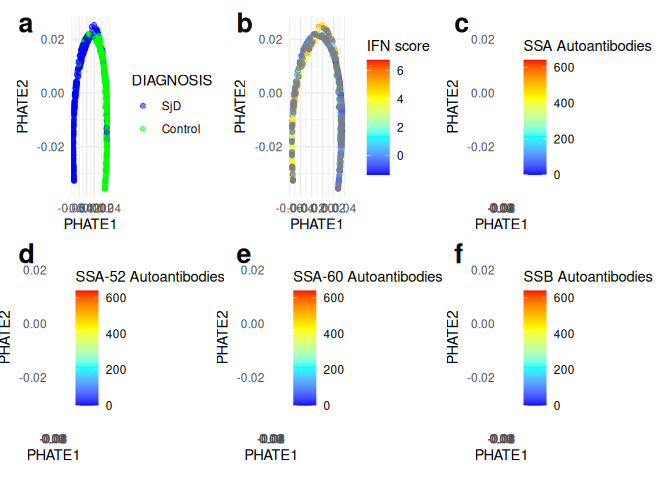 a
0.02
0.00
-0.02
PHATE2
PHATE1
DIAGNOSIS
SjD
Control
b
0.02
0.00
-0.02
PHATE2
PHATE1
IFN score
6
4
2
0
c
0.02
0.00
-0.02
PHATE2
PHATE1
SSA Autoantibodies
600
400
200
0
d
0.02
0.00
-0.02
PHATE2
PHATE1
SSA-52 Autoantibodies
600
400
200
0
e
0.02
0.00
-0.02
PHATE2
PHATE1
SSA-60 Autoantibodies
600
400
200
0
f
0.02
0.00
-0.02
PHATE2
PHATE1
SSB Autoantibodies
600
400
200
0